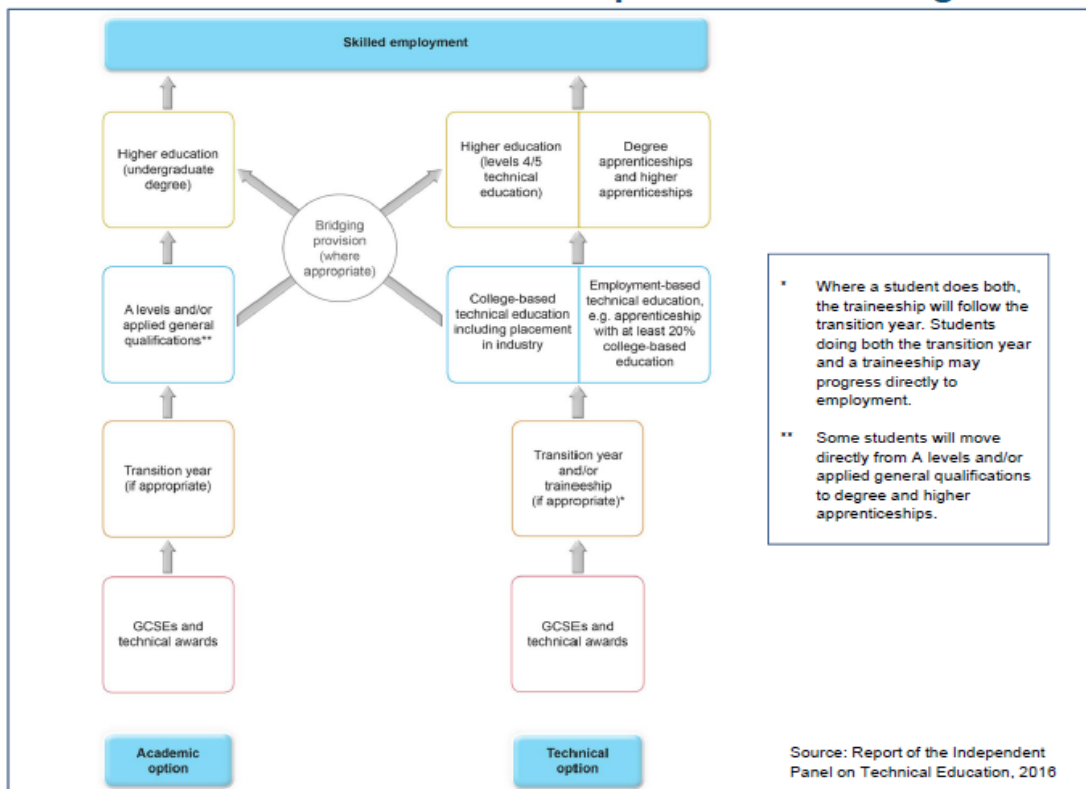 Skilled employment
Higher education
(undergraduate
degree)
Higher education
(levels 4/5
technical
education)
Degree
apprenticeships
and higher
apprenticeships
Bridging
provision
(where
appropriate)
A levels and/or
applied general
qualifications**
College-based
technical education
including placement
in industry
Employment-based
technical education,
e.g. apprenticeship
with at least 20%
college-based
education
Transition year
(if appropriate)
Transition year
and/or
traineeship
(if appropriate)*
GCSEs and
technical awards
GCSEs and
technical awards
Academic
option
Technical
option
* Where a student does both,
the traineeship will follow the
transition year. Students
doing both the transition year
and a traineeship may
progress directly to
employment.
** Some students will move
directly from A levels and/or
applied general qualifications
to degree and higher
apprenticeships.
Source: Report of the Independent
Panel on Technical Education, 2016